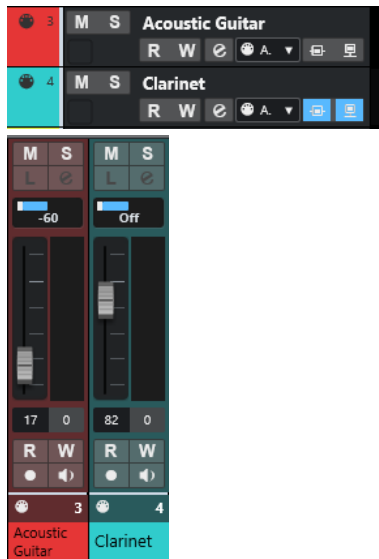 3 M S Acoustic Guitar
R W e A. ▼
4 M S Clarinet
R W e A. ▼
M S M S
L e L e
-60 Off
17 0 82 0
R W R W
3 4
Acoustic Clarinet
Guitar